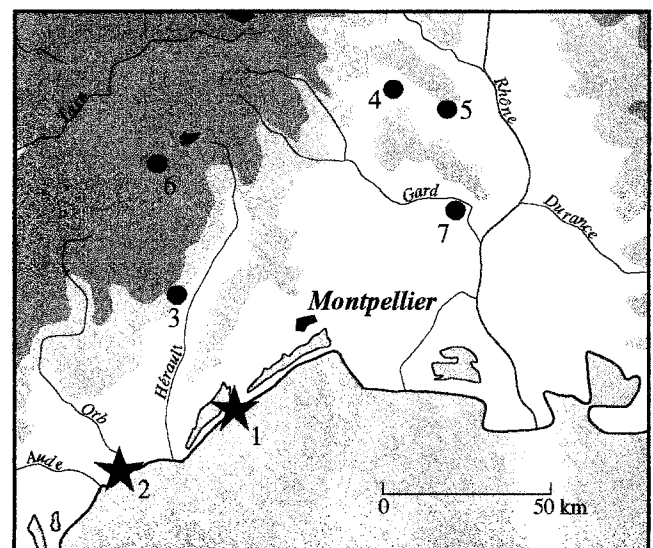 Tarn
4
5
Rhône
6
Gard
7
Durance
3
Montpellier
Hérault
Orb
1
Aude
2
0
50 km